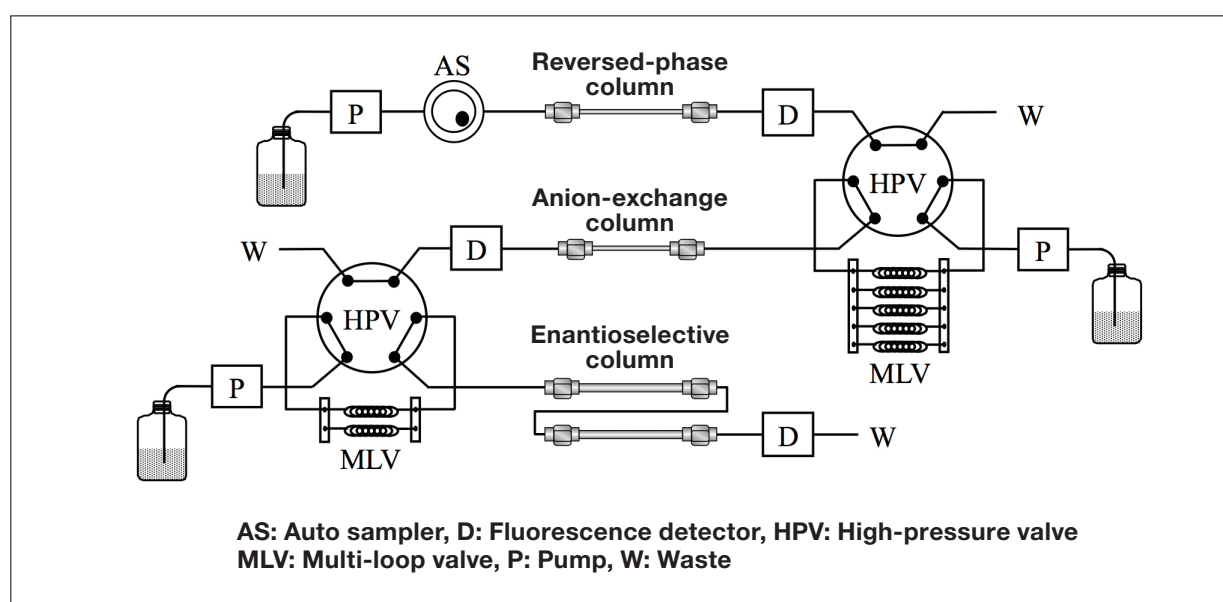 AS
Reversed-phase
column
P
D
W
HPV
Anion-exchange
column
W
D
P
HPV
Enantioselective
column
MLV
P
MLV
D
W
AS: Auto sampler, D: Fluorescence detector, HPV: High-pressure valve
MLV: Multi-loop valve, P: Pump, W: Waste